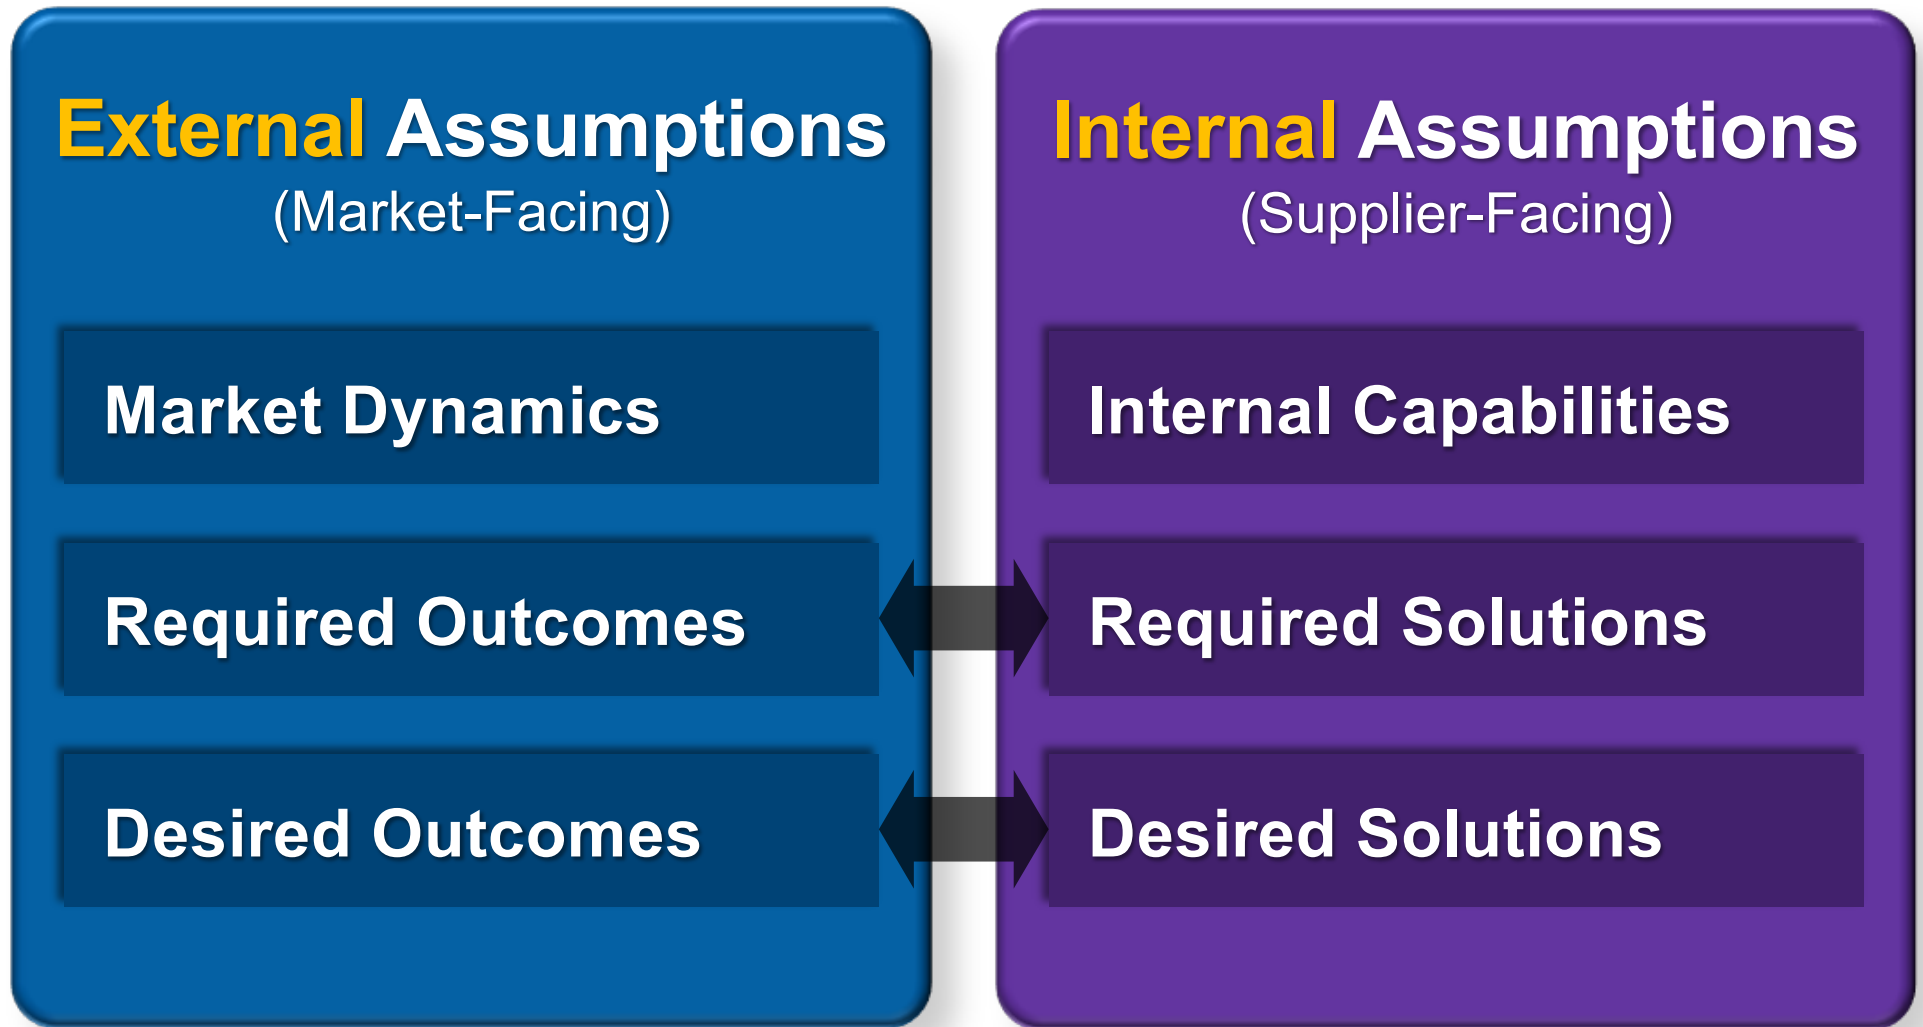 External Assumptions
(Market-Facing)
Market Dynamics
Required Outcomes
Desired Outcomes
Internal Assumptions
(Supplier-Facing)
Internal Capabilities
Required Solutions
Desired Solutions